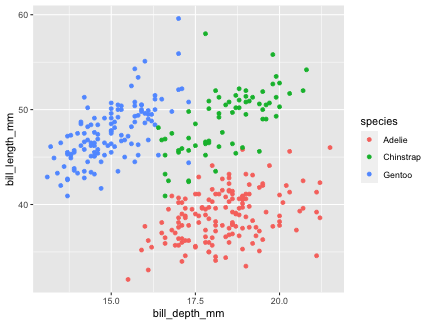 60
50
40
bill_length_mm
15.0
17.5
20.0
bill_depth_mm
species
Adelie
Chinstrap
Gentoo